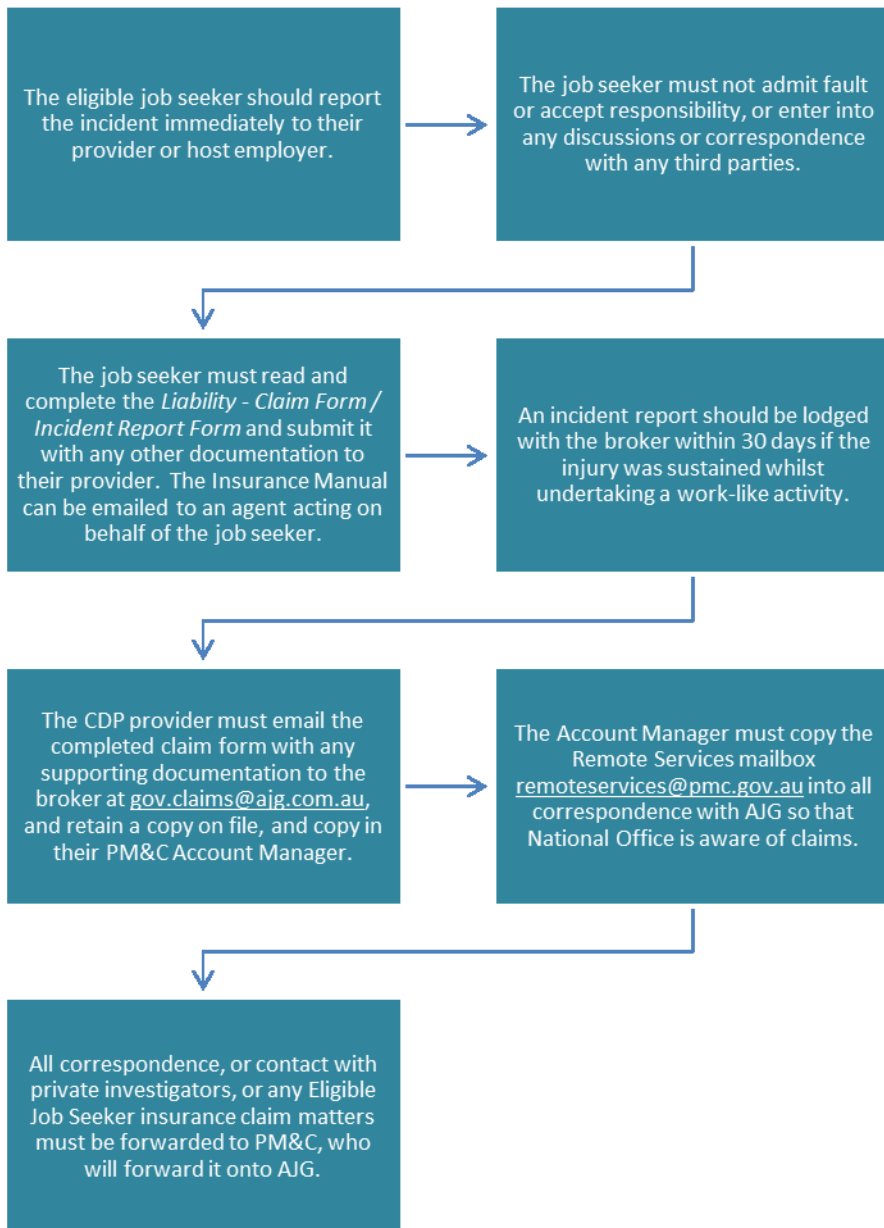 The eligible job seeker should report
the incident immediately to their
provider or host employer.
The job seeker must not admit fault
or accept responsibility, or enter into
any discussions or correspondence
with any third parties.
The job seeker must read and
complete the Liability - Claim Form /
Incident Report Form and submit it
with any other documentation to
their provider. The Insurance Manual
can be emailed to an agent acting on
behalf of the job seeker.
An incident report should be lodged
with the broker within 30 days if the
injury was sustained whilst
undertaking a work-like activity.
The CDP provider must email the
completed claim form with any
supporting documentation to the
broker at gov.claims@ajg.com.au,
and retain a copy on file, and copy in
their PM&C Account Manager.
The Account Manager must copy the
Remote Services mailbox
remoteservices@pmc.gov.au into all
correspondence with AJG so that
National Office is aware of claims.
All correspondence, or contact with
private investigators, or any Eligible
Job Seeker insurance claim matters
must be forwarded to PM&C, who
will forward it onto AJG.